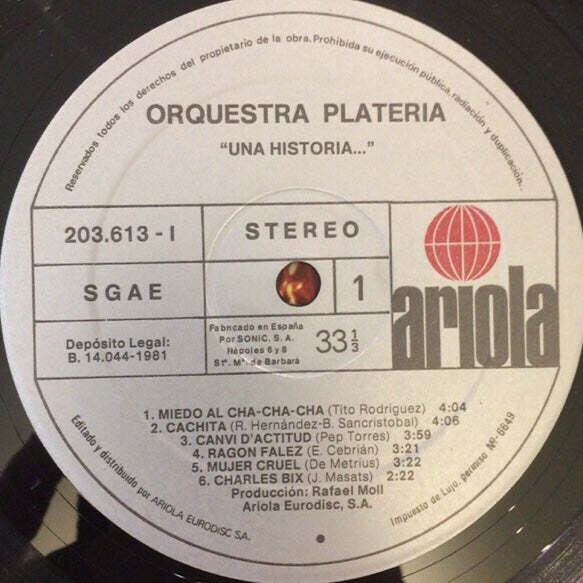 Reservados todos los derechos del propietario de la obra. Prohibida su ejecución pública, radiación y duplicación..
ORQUESTRA PLATERIA
"UNA HISTORIA..."
203.613 - I
STEREO
SGAE
1
ariola
Depósito Legal:
B. 14.044-1981
Fabricado en España
Por SONIC, S. A.
Nápoles 6 y 8
Stª. Mª. de Barbará
33 1/3
1. MIEDO AL CHA-CHA-CHA (Tito Rodriguez) 4:04
2. CACHITA (R. Hernández-B. Sancristobal) 4:06
3. CANVI D'ACTITUD (Pep Torres) 3:59
4. RAGON FALEZ (E. Cebrián) 3:21
5. MUJER CRUEL (De Metrius) 3:22
6. CHARLES BIX (J. Masats) 2:22
Producción: Rafael Moll
Ariola Eurodisc, S.A.
Editado y distribuido por ARIOLA EURODISC S.A.
Impuesto de Lujo, permiso Nº-6649